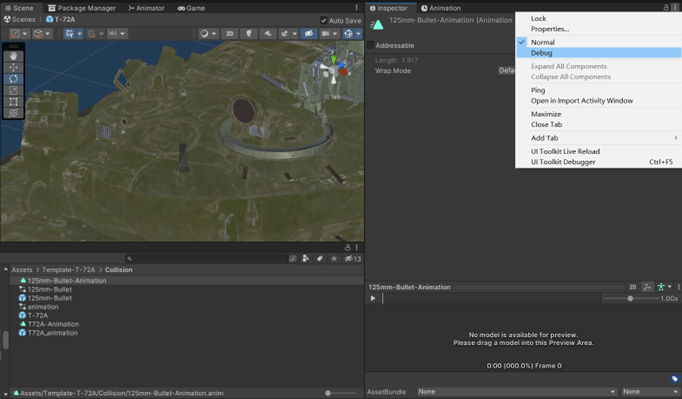 Scene Package Manager Animator Game
Scenes > T-72A Auto Save
2D
Iso
13
Assets > Template-T-72A > Collision
125mm-Bullet-Animation
125mm-Bullet
125mm-Bullet
animation
T-72A
T72A-Animation
T72A_animation
Assets/Template-T-72A/Collision/125mm-Bullet-Animation.anim
Inspector Animation
125mm-Bullet-Animation (Animation
Addressable
Length 1.917
Wrap Mode Defa
Lock
Properties...
Normal
Debug
Expand All Components
Collapse All Components
Ping
Open in Import Activity Window
Maximize
Close Tab
Add Tab >
UI Toolkit Live Reload
UI Toolkit Debugger Ctrl+F5
125mm-Bullet-Animation 2D
1.00x
No model is available for preview.
Please drag a model into this Preview Area.
0:00 (000.0%) Frame 0
AssetBundle None None